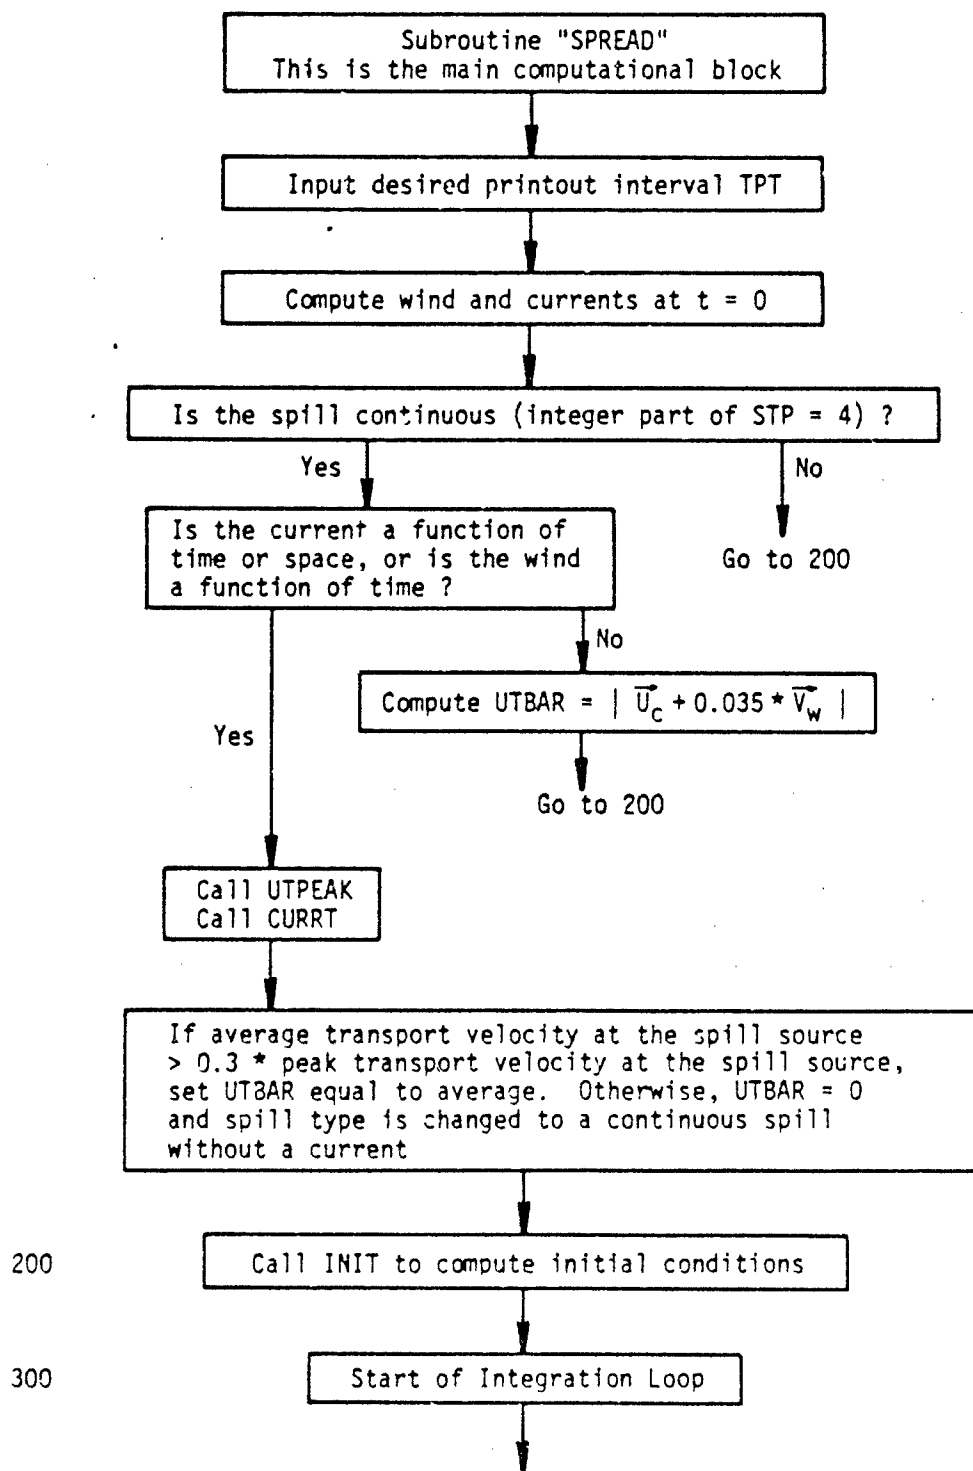 Subroutine "SPREAD"
This is the main computational block
Input desired printout interval TPT
Compute wind and currents at t = 0
Is the spill continuous (integer part of STP = 4) ?
Yes
No
Is the current a function of
time or space, or is the wind
a function of time ?
Go to 200
No
Compute UTBAR = | U⃗_C + 0.035 * V⃗_w |
Yes
Go to 200
Call UTPEAK
Call CURRT
If average transport velocity at the spill source
> 0.3 * peak transport velocity at the spill source,
set UTBAR equal to average. Otherwise, UTBAR = 0
and spill type is changed to a continuous spill
without a current
200
Call INIT to compute initial conditions
300
Start of Integration Loop